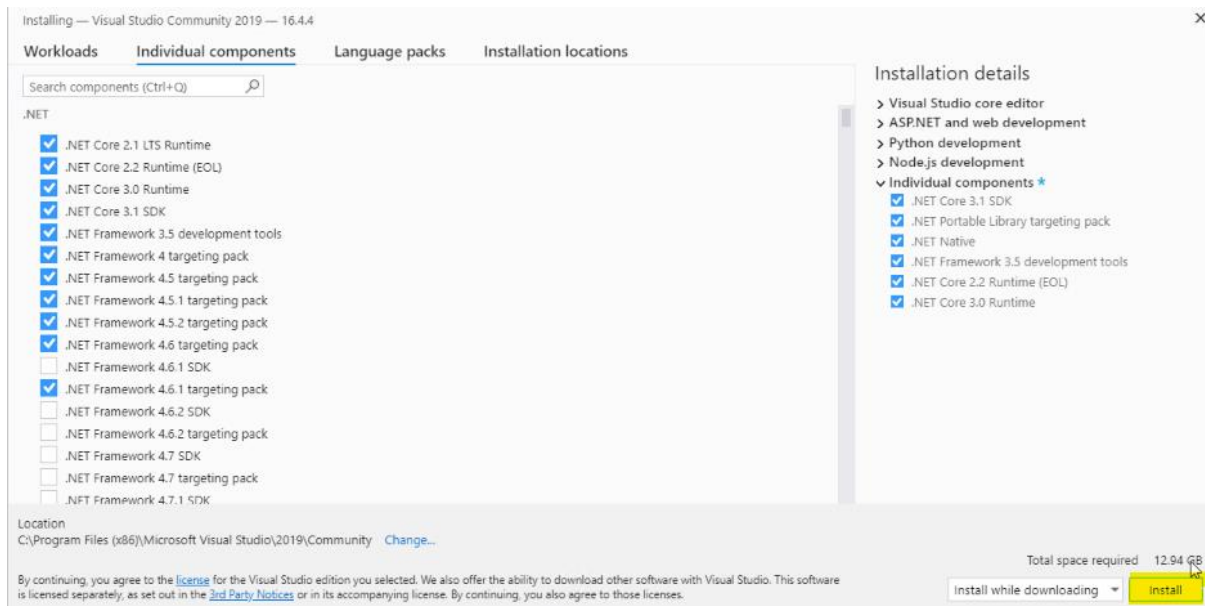 Installing — Visual Studio Community 2019 — 16.4.4
Workloads Individual components Language packs Installation locations
Search components (Ctrl+Q)
.NET
.NET Core 2.1 LTS Runtime
.NET Core 2.2 Runtime (EOL)
.NET Core 3.0 Runtime
.NET Core 3.1 SDK
.NET Framework 3.5 development tools
.NET Framework 4 targeting pack
.NET Framework 4.5 targeting pack
.NET Framework 4.5.1 targeting pack
.NET Framework 4.5.2 targeting pack
.NET Framework 4.6 targeting pack
.NET Framework 4.6.1 SDK
.NET Framework 4.6.1 targeting pack
.NET Framework 4.6.2 SDK
.NET Framework 4.6.2 targeting pack
.NET Framework 4.7 SDK
.NET Framework 4.7 targeting pack
.NET Framework 4.7.1 SDK
Installation details
Visual Studio core editor
ASP.NET and web development
Python development
Node.js development
Individual components *
.NET Core 3.1 SDK
.NET Portable Library targeting pack
.NET Native
.NET Framework 3.5 development tools
.NET Core 2.2 Runtime (EOL)
.NET Core 3.0 Runtime
Location
C:\Program Files (x86)\Microsoft Visual Studio\2019\Community Change...
By continuing, you agree to the license for the Visual Studio edition you selected. We also offer the ability to download other software with Visual Studio. This software
is licensed separately, as set out in the 3rd Party Notices or in its accompanying license. By continuing, you also agree to those licenses.
Total space required 12.94 GB
Install while downloading Install